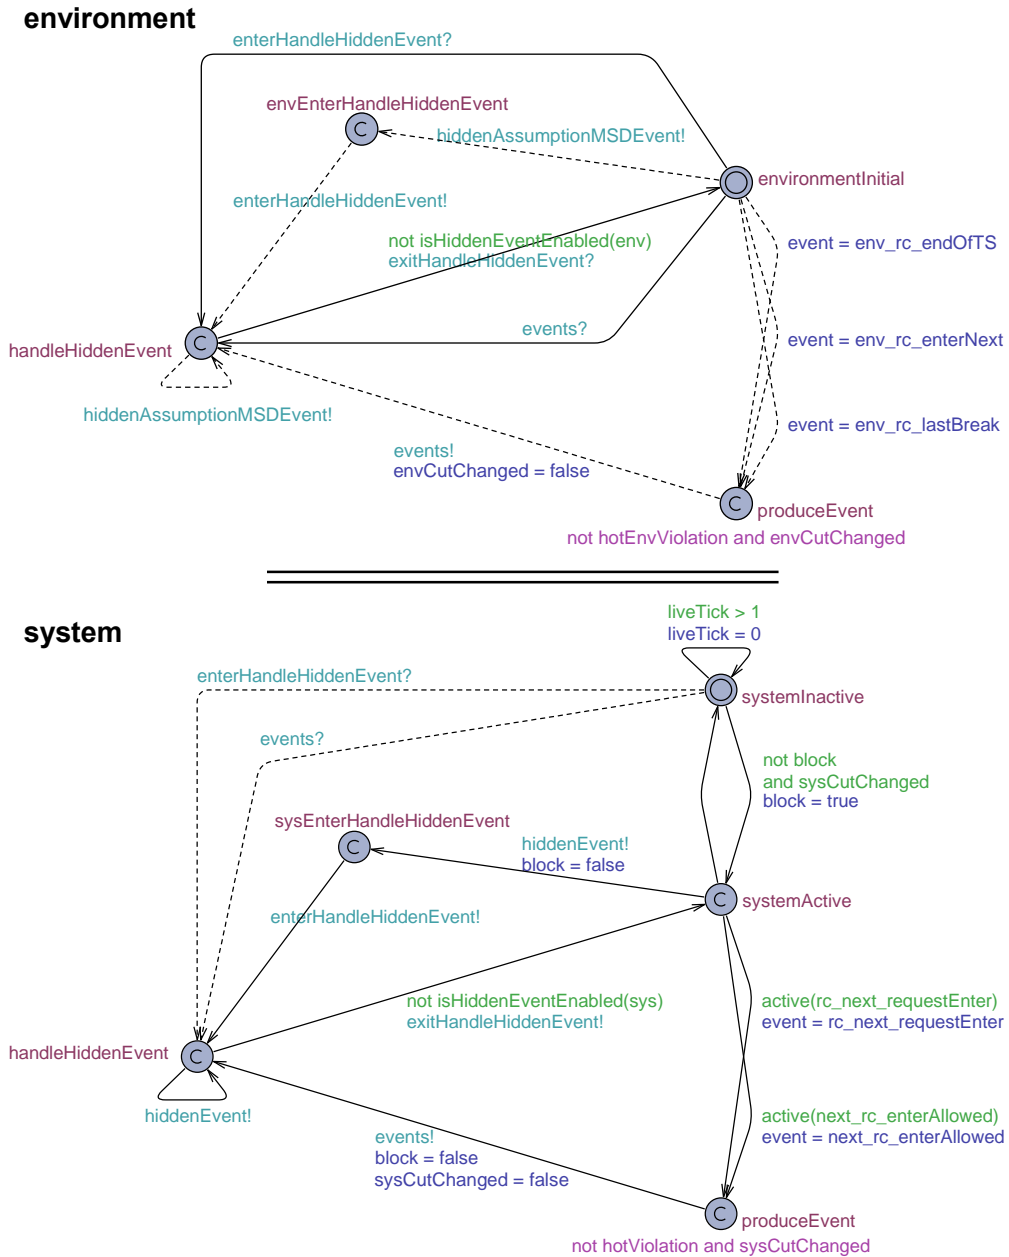 environment
enterHandleHiddenEvent?
envEnterHandleHiddenEvent
C
hiddenAssumptionMSDEvent!
environmentInitial
enterHandleHiddenEvent!
not isHiddenEventEnabled(env)
exitHandleHiddenEvent?
event = env_rc_endOfTS
events?
event = env_rc_enterNext
C
handleHiddenEvent
hiddenAssumptionMSDEvent!
event = env_rc_lastBreak
events!
envCutChanged = false
C
produceEvent
not hotEnvViolation and envCutChanged
system
liveTick > 1
liveTick = 0
enterHandleHiddenEvent?
systemInactive
events?
not block
and sysCutChanged
block = true
sysEnterHandleHiddenEvent
C
hiddenEvent!
block = false
C
systemActive
enterHandleHiddenEvent!
not isHiddenEventEnabled(sys)
exitHandleHiddenEvent!
active(rc_next_requestEnter)
event = rc_next_requestEnter
handleHiddenEvent
C
hiddenEvent!
active(next_rc_enterAllowed)
event = next_rc_enterAllowed
events!
block = false
sysCutChanged = false
C
produceEvent
not hotViolation and sysCutChanged